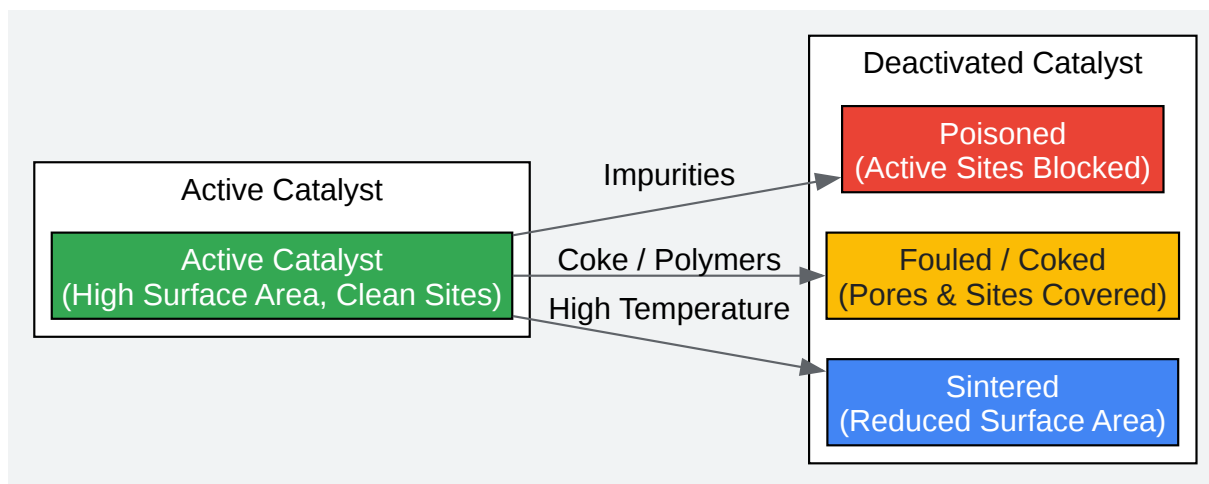 Active Catalyst
Active Catalyst
(High Surface Area, Clean Sites)
Impurities
Coke / Polymers
High Temperature
Deactivated Catalyst
Poisoned
(Active Sites Blocked)
Fouled / Coked
(Pores & Sites Covered)
Sintered
(Reduced Surface Area)